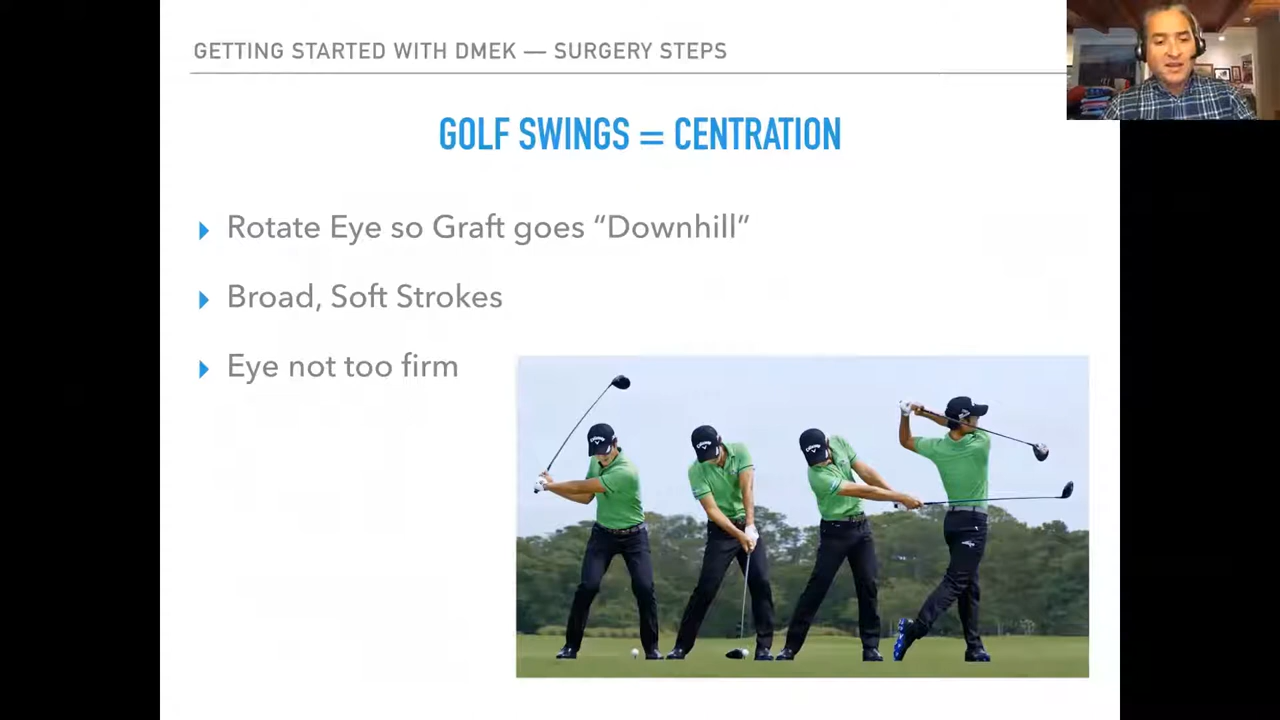 GETTING STARTED WITH DMEK — SURGERY STEPS
GOLF SWINGS = CENTRATION
Rotate Eye so Graft goes “Downhill”
Broad, Soft Strokes
Eye not too firm